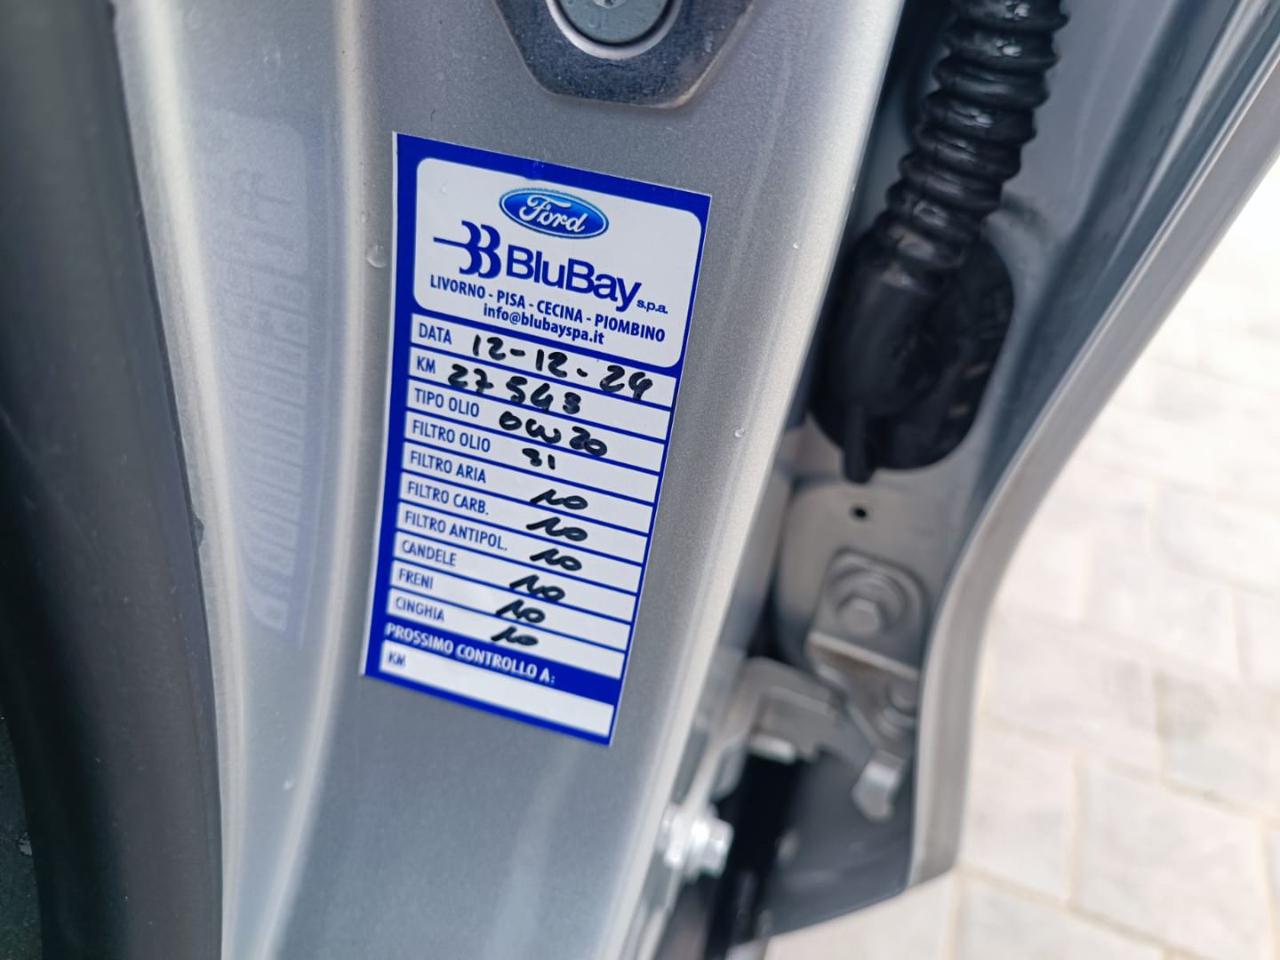 Ford
BluBay s.p.a.
LIVORNO - PISA - CECINA - PIOMBINO
info@blubayspa.it
DATA 12-12-24
KM 27543
TIPO OLIO 0W20
FILTRO OLIO SI
FILTRO ARIA NO
FILTRO CARB. NO
FILTRO ANTIPOL. NO
CANDELE NO
FRENI NO
CINGHIA NO
PROSSIMO CONTROLLO A:
KM